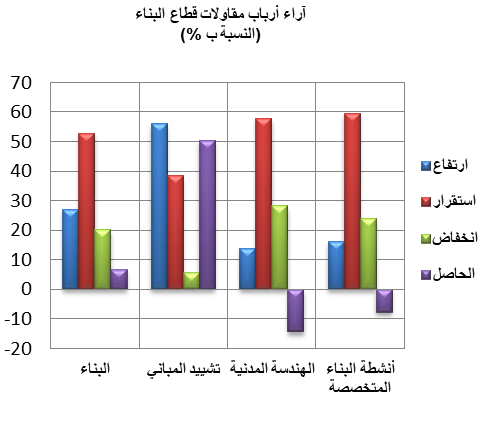 آراء أرباب مقاولات قطاع البناء
(النسبة ب %)
70
60
50
40
30
20
10
0
-10
-20
ارتفاع
استقرار
انخفاض
الحاصل
البناء
تشييد المباني
الهندسة المدنية
أنشطة البناء
المتخصصة